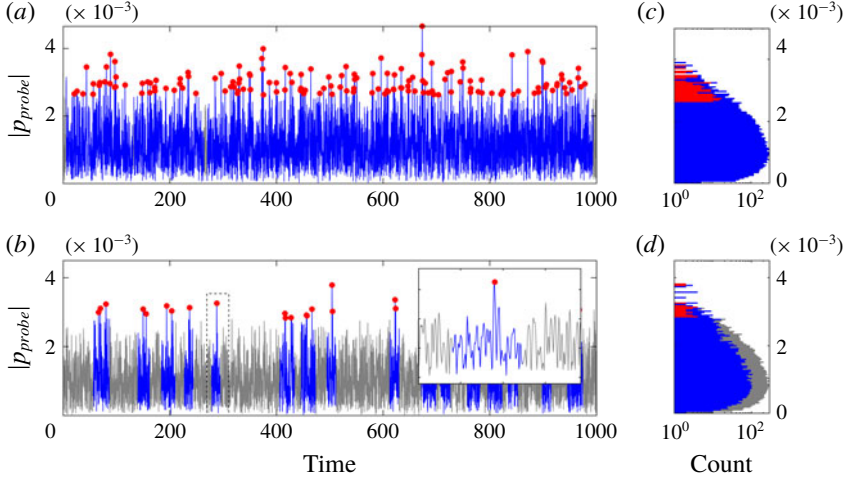 (a) (× 10⁻³) (c) (× 10⁻³)
4 4
|p_probe| 2 2
0 0
0 200 400 600 800 1000 10⁰ 10²
(b) (× 10⁻³) (d) (× 10⁻³)
4 4
|p_probe| 2 2
0 0
0 200 400 600 800 1000 10⁰ 10²
Time Count